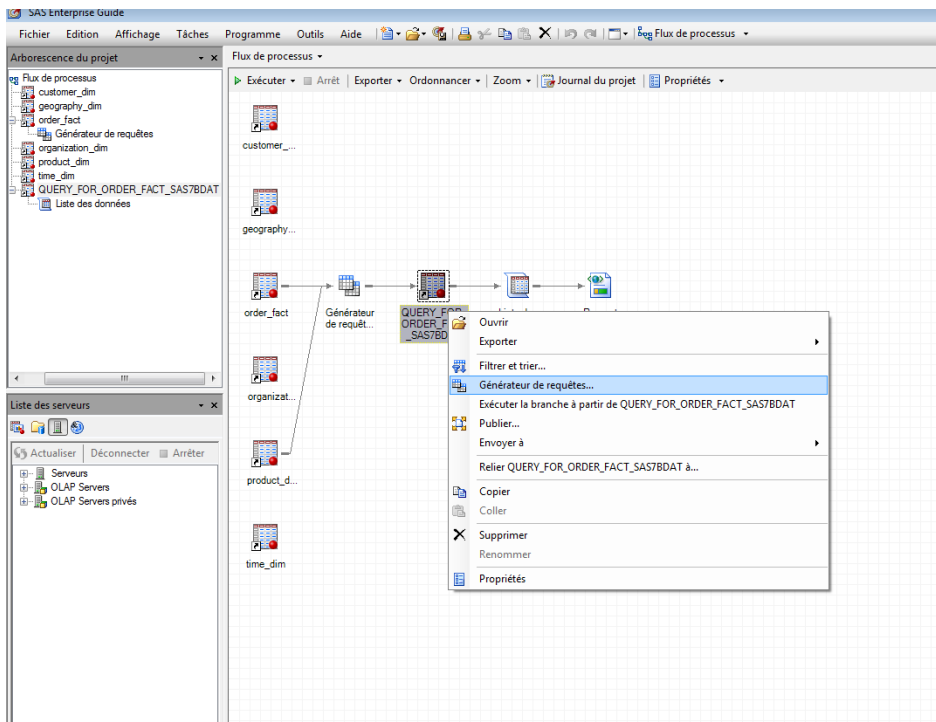 SAS Enterprise Guide
Fichier Edition Affichage Tâches Programme Outils Aide Flux de processus
Arborescence du projet
Flux de processus
customer_dim
geography_dim
order_fact
Générateur de requêtes
organization_dim
product_dim
time_dim
QUERY_FOR_ORDER_FACT_SAS7BDAT
Liste des données
Liste des serveurs
Actualiser Déconnecter Arrêter
Serveurs
OLAP Servers
OLAP Servers privés
Flux de processus
Exécuter Arrêt Exporter Ordonnancer Zoom Journal du projet Propriétés
customer_...
geography...
order_fact
Générateur
de requêt...
QUERY_FOR
ORDER_F
_SAS7BD
organizat...
product_d...
time_dim
Ouvrir
Exporter
Filtrer et trier...
Générateur de requêtes...
Exécuter la branche à partir de QUERY_FOR_ORDER_FACT_SAS7BDAT
Publier...
Envoyer à
Relier QUERY_FOR_ORDER_FACT_SAS7BDAT à...
Copier
Coller
Supprimer
Renommer
Propriétés